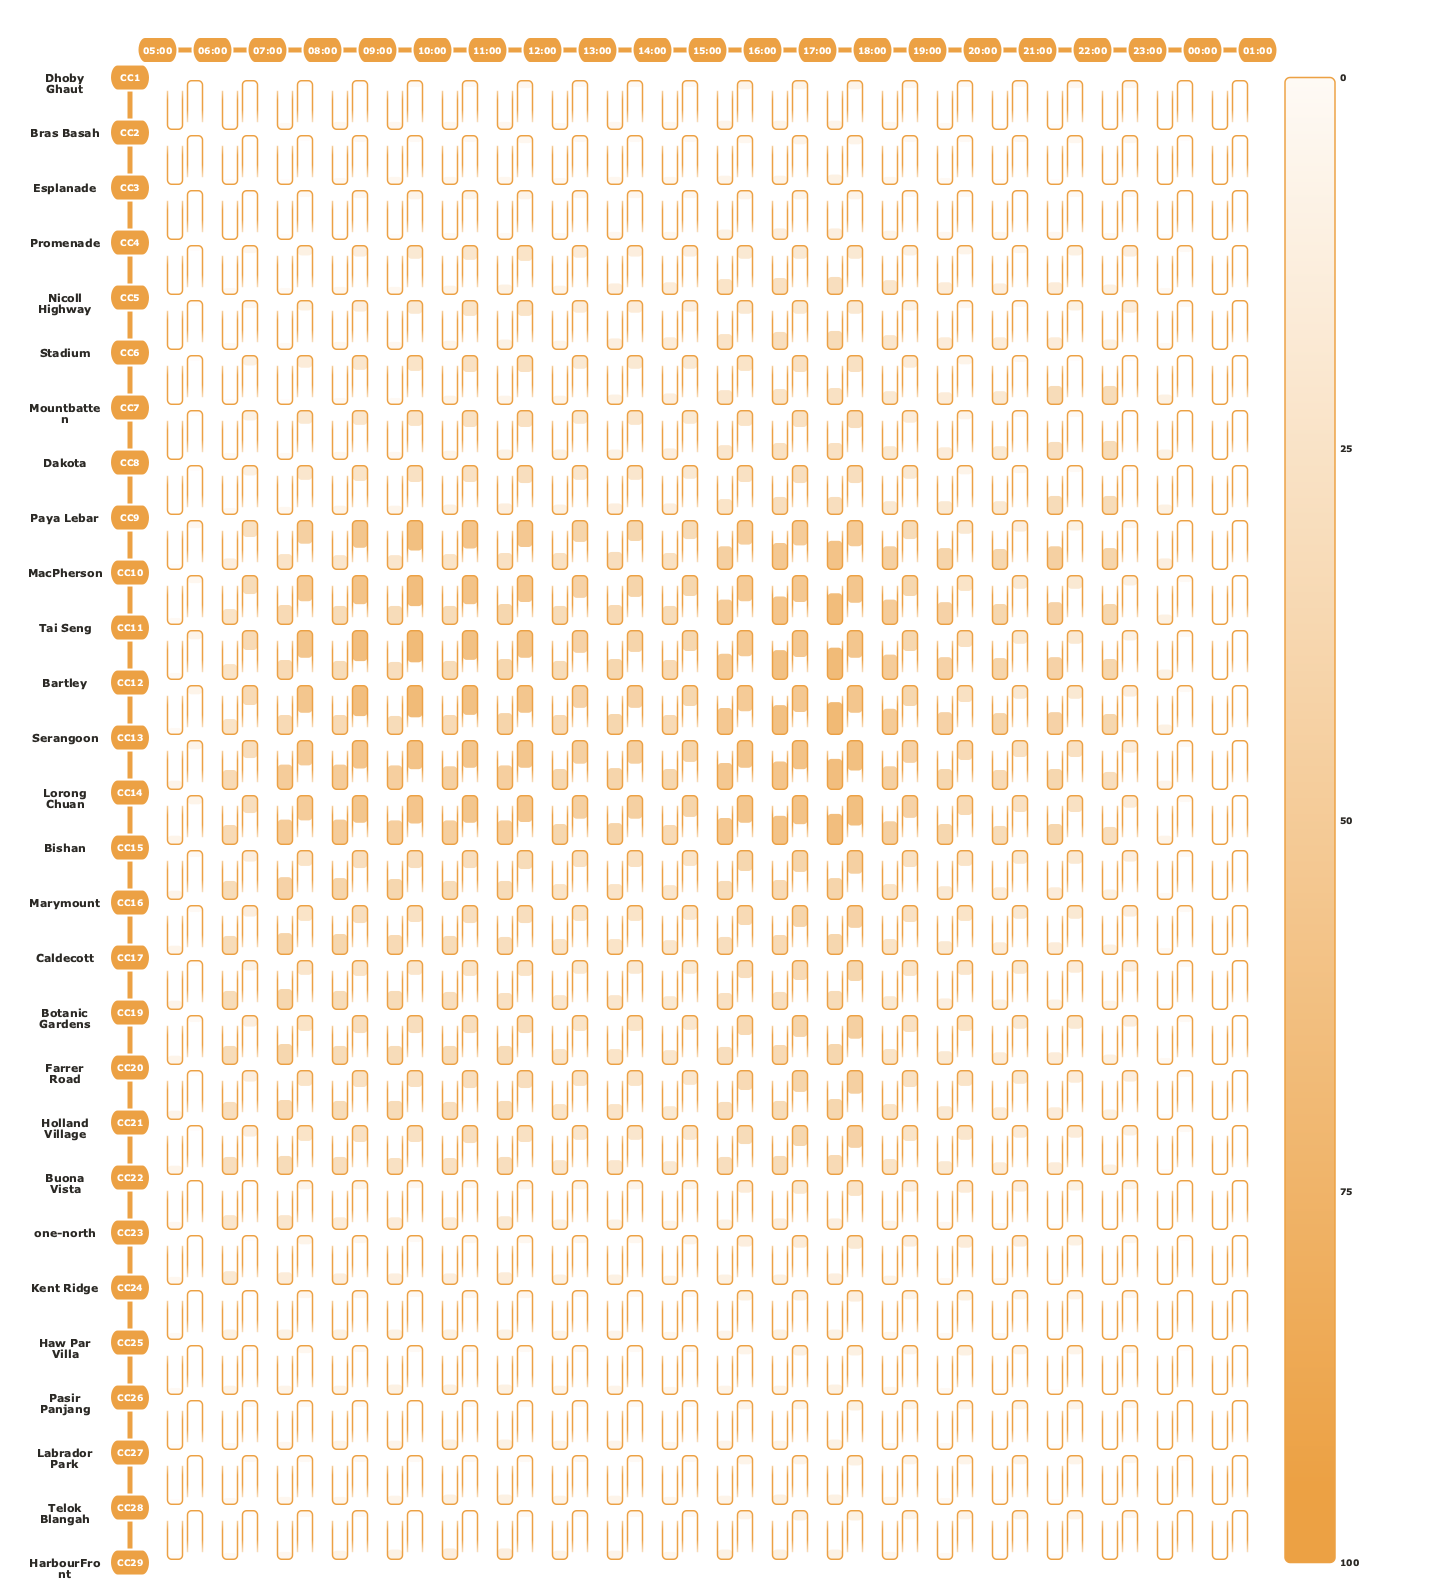 05:00 06:00 07:00 08:00 09:00 10:00 11:00 12:00 13:00 14:00 15:00 16:00 17:00 18:00 19:00 20:00 21:00 22:00 23:00 00:00 01:00
Dhoby
Ghaut
CC1
0
Bras Basah CC2
Esplanade CC3
Promenade CC4
Nicoll
Highway
CC5
Stadium CC6
Mountbatte
n
CC7
25
Dakota CC8
Paya Lebar CC9
MacPherson CC10
Tai Seng CC11
Bartley CC12
Serangoon CC13
Lorong
Chuan
CC14
50
Bishan CC15
Marymount CC16
Caldecott CC17
Botanic
Gardens
CC19
Farrer
Road
CC20
Holland
Village
CC21
Buona
Vista
CC22
75
one-north CC23
Kent Ridge CC24
Haw Par
Villa
CC25
Pasir
Panjang
CC26
Labrador
Park
CC27
Telok
Blangah
CC28
HarbourFro
nt
CC29
100